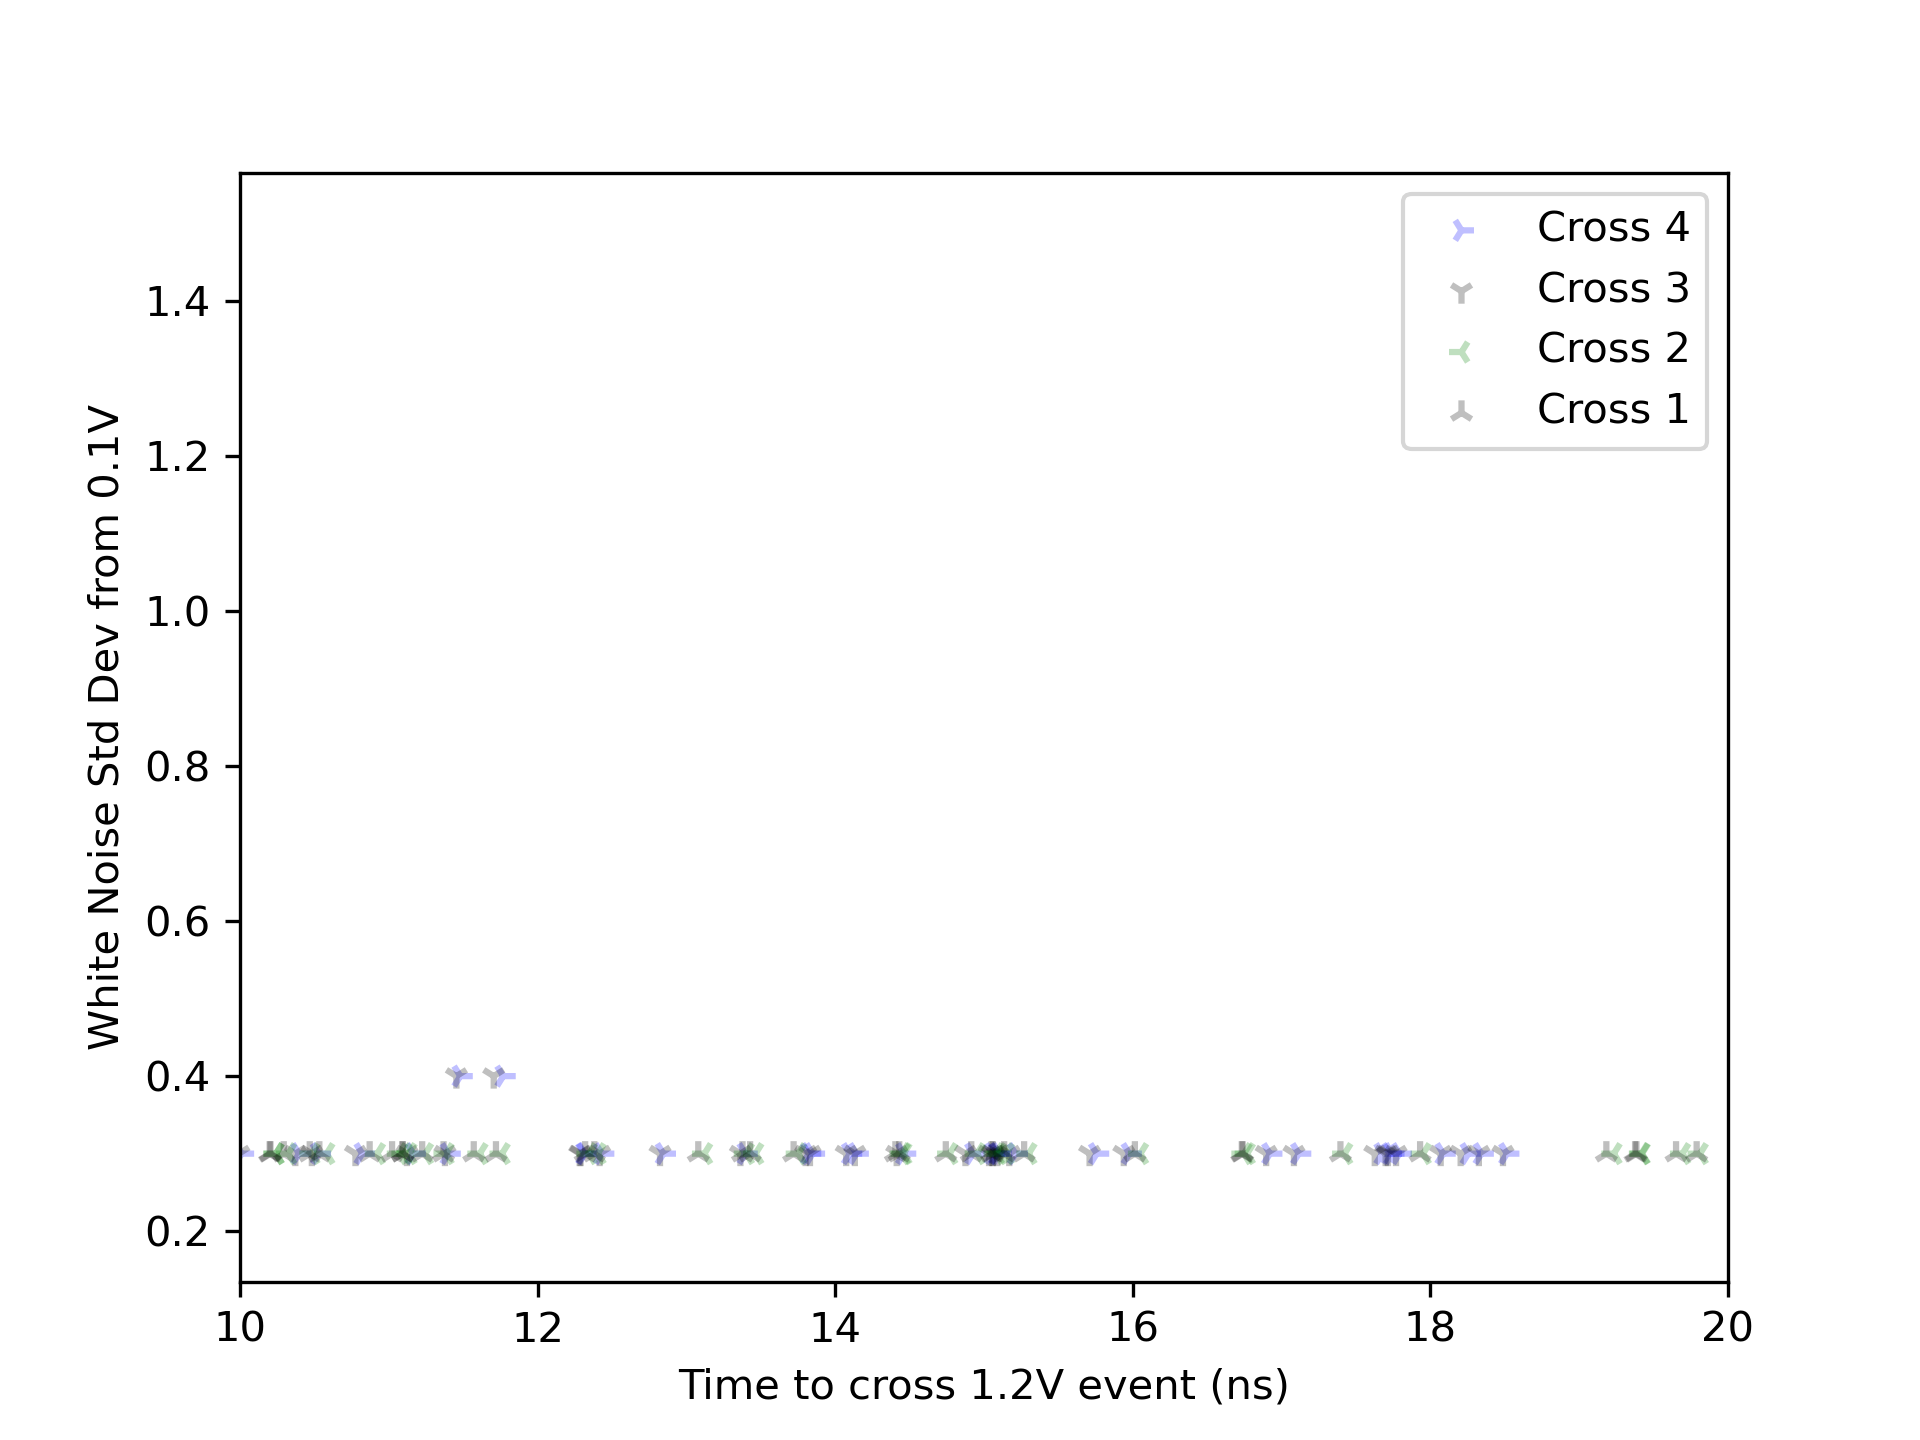 Cross 4
Cross 3
Cross 2
Cross 1
White Noise Std Dev from 0.1V
1.4
1.2
1.0
0.8
0.6
0.4
0.2
10 12 14 16 18 20
Time to cross 1.2V event (ns)